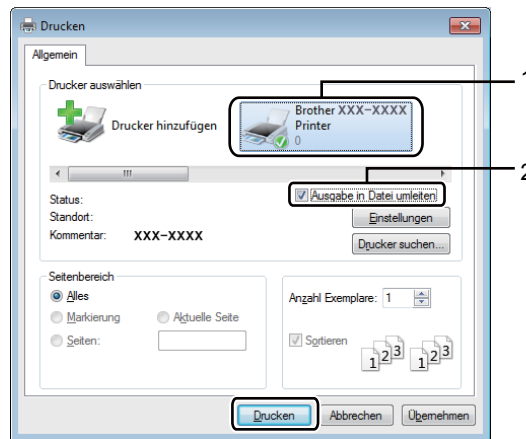 Drucken
Allgemein
Drucker auswählen
Drucker hinzufügen
Brother XXX-XXXX
Printer
0
1
2
Status:
Ausgabe in Datei umleiten
Standort:
Einstellungen
Kommentar: XXX-XXXX
Drucker suchen...
Seitenbereich
Alles
Markierung Aktuelle Seite
Seiten:
Anzahl Exemplare: 1
Sortieren
1 2 3 1 2 3
Drucken Abbrechen Übernehmen